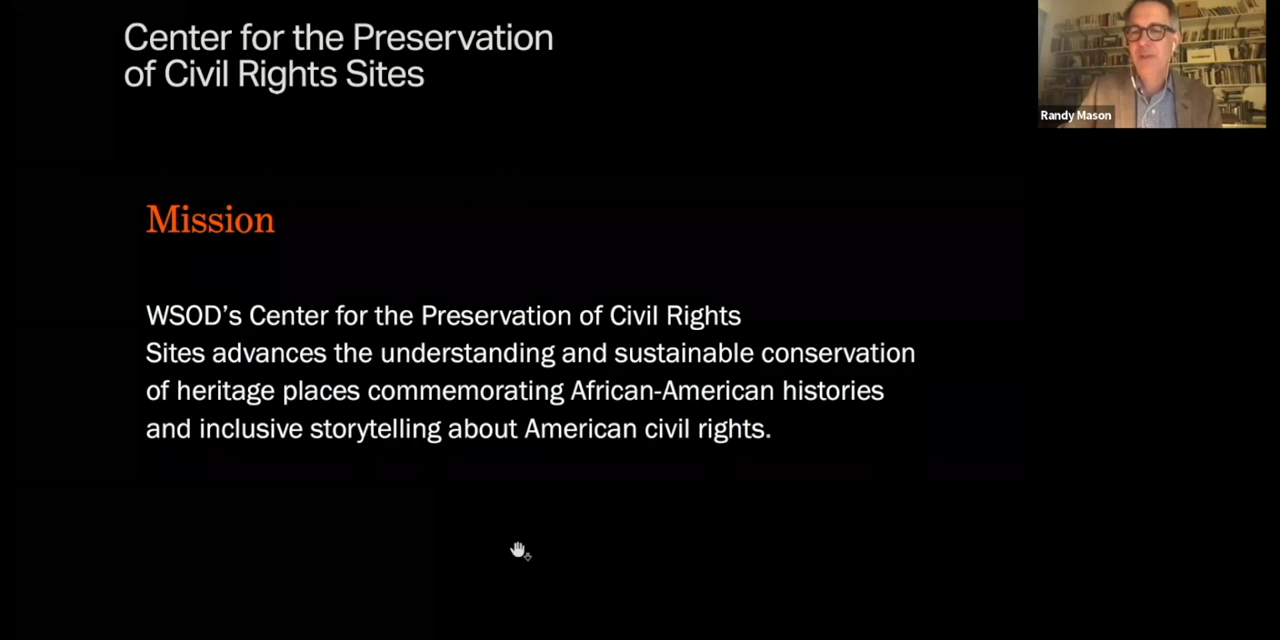 Center for the Preservation
of Civil Rights Sites
Randy Mason
Mission
WSOD’s Center for the Preservation of Civil Rights
Sites advances the understanding and sustainable conservation
of heritage places commemorating African-American histories
and inclusive storytelling about American civil rights.